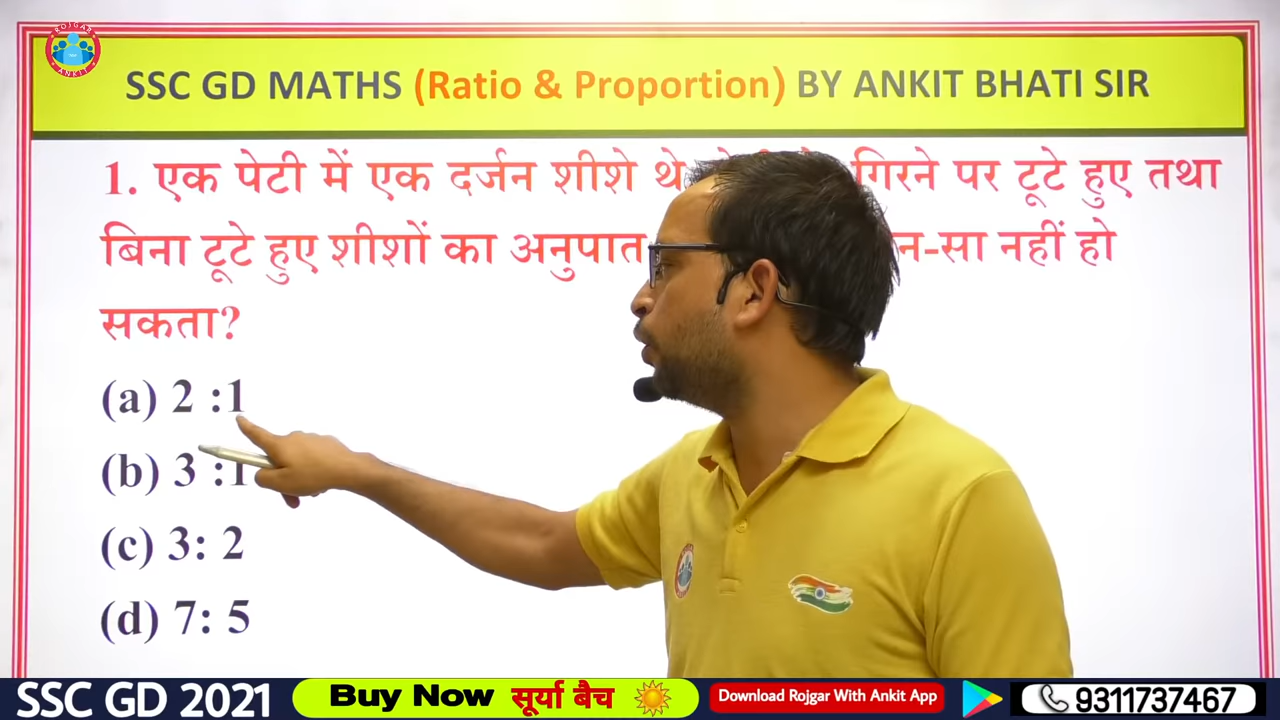 ROJGAR
ANKIT
SSC GD MATHS (Ratio & Proportion) BY ANKIT BHATI SIR
1. एक पेटी में एक दर्जन शीशे थे गिरने पर टूटे हुए तथा
बिना टूटे हुए शीशों का अनुपात न-सा नहीं हो
सकता?
(a) 2 :1
(b) 3 :1
(c) 3: 2
(d) 7: 5
SSC GD 2021
Buy Now सूर्या बैच
Download Rojgar With Ankit App
9311737467